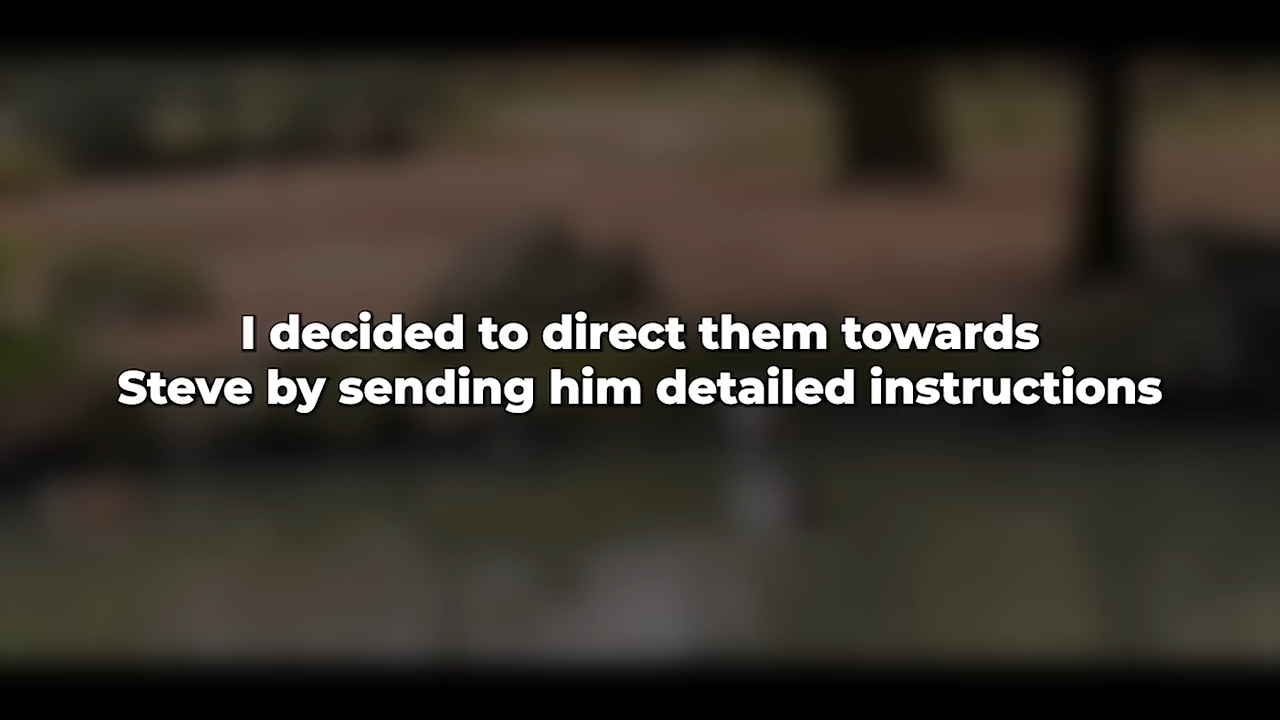 I decided to direct them towards
Steve by sending him detailed instructions